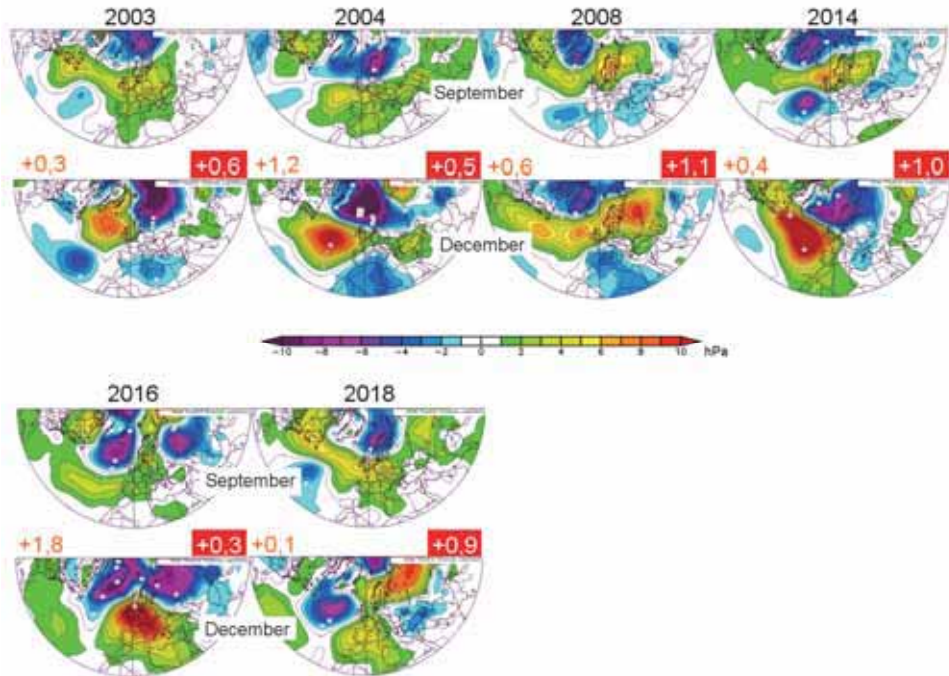 2003 2004 2008 2014
September
+0,3 +0,6 +1,2 +0,5 +0,6 +1,1 +0,4 +1,0
December
-10 -8 -6 -4 -2 0 2 4 6 8 10 hPa
2016 2018
September
+1,8 +0,3 +0,1 +0,9
December